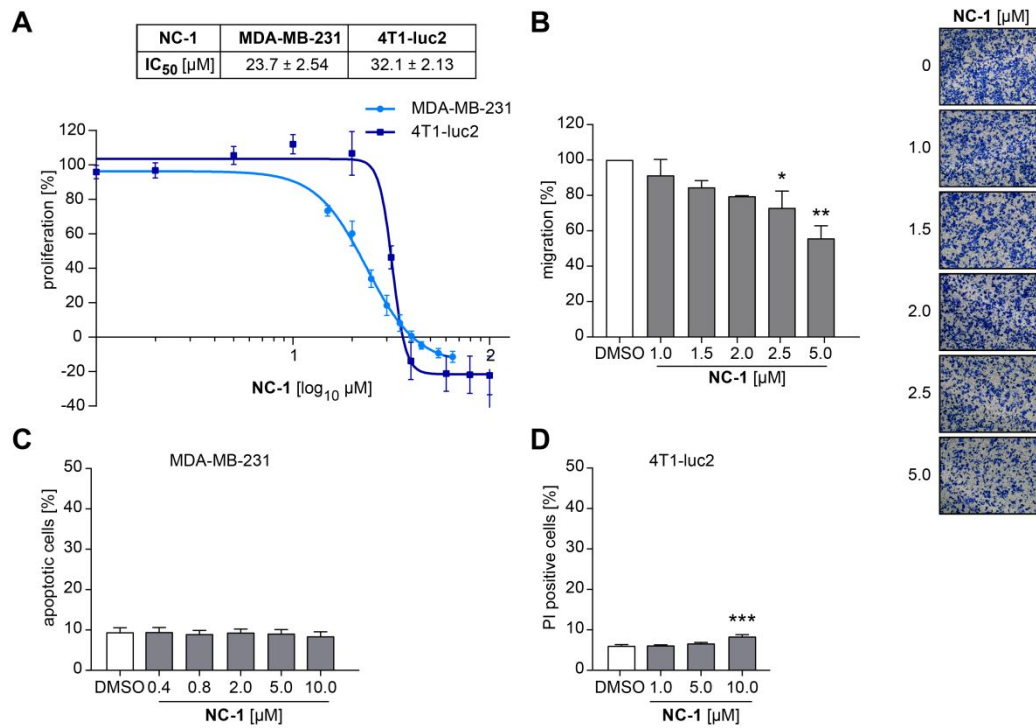 A
NC-1 MDA-MB-231 4T1-luc2
IC50 [µM] 23.7 ± 2.54 32.1 ± 2.13
MDA-MB-231
4T1-luc2
proliferation [%]
120
100
80
60
40
20
0
-20
-40
1 2
NC-1 [log10 µM]
B
migration [%]
120
100
80
60
40
20
0
*
**
DMSO 1.0 1.5 2.0 2.5 5.0
NC-1 [µM]
NC-1 [µM]
0
1.0
1.5
2.0
2.5
5.0
C
MDA-MB-231
apoptotic cells [%]
50
40
30
20
10
0
DMSO 0.4 0.8 2.0 5.0 10.0
NC-1 [µM]
D
4T1-luc2
PI positive cells [%]
50
40
30
20
10
0
***
DMSO 1.0 5.0 10.0
NC-1 [µM]